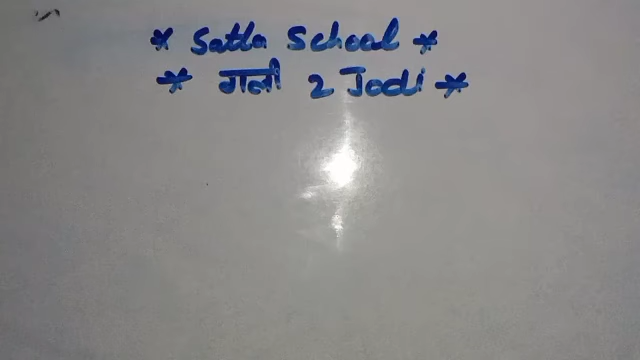 * Satta School *
* गली 2 Jodi *